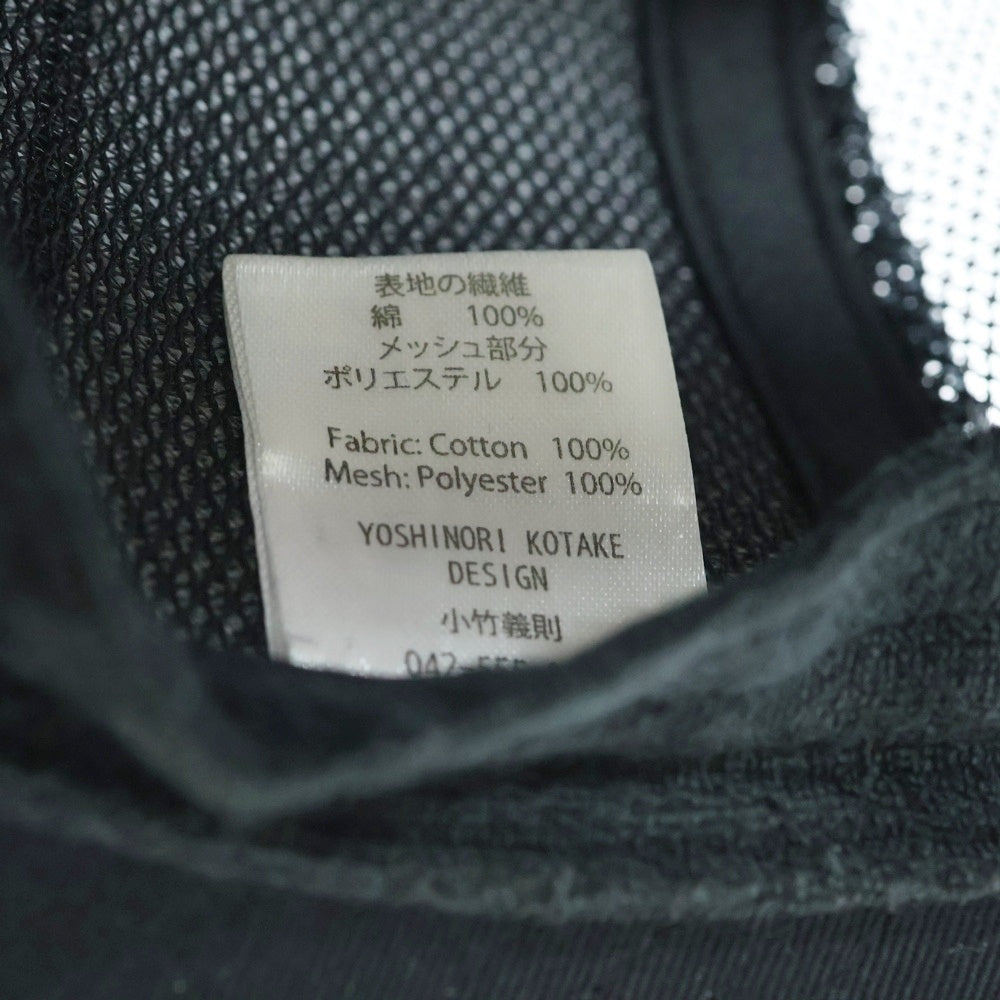 表地の繊維
綿 100%
メッシュ部分
ポリエステル 100%
Fabric: Cotton 100%
Mesh: Polyester 100%
YOSHINORI KOTAKE
DESIGN
小竹義則